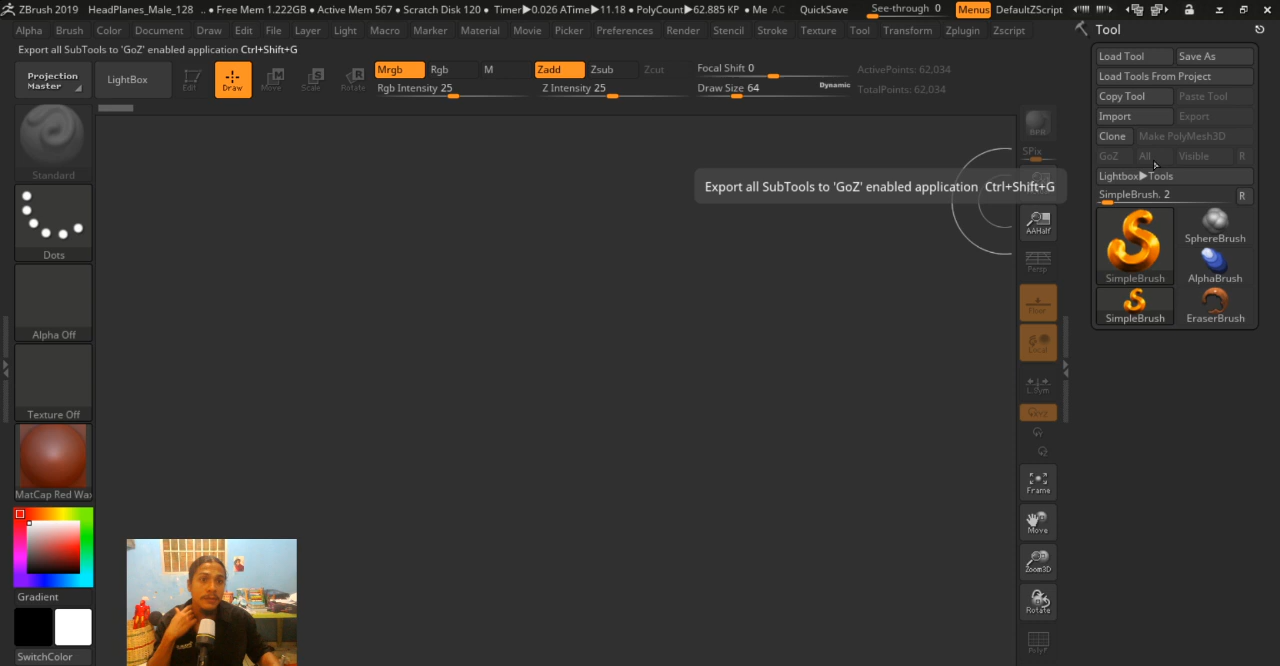 ZBrush 2019 HeadPlanes_Male_128 .. ● Free Mem 1.222GB ● Active Mem 567 ● Scratch Disk 120 ● Timer▶0.026 ATime▶11.18 ● PolyCount▶62.885 KP ● Me AC QuickSave See-through 0 Menus DefaultZScript
Alpha Brush Color Document Draw Edit File Layer Light Macro Marker Material Movie Picker Preferences Render Stencil Stroke Texture Tool Transform Zplugin Zscript
Export all SubTools to 'GoZ' enabled application Ctrl+Shift+G
Projection Master
LightBox
Edit
Draw
Move
Scale
Rotate
Mrgb Rgb M
Rgb Intensity 25
Zadd Zsub Zcut
Z Intensity 25
Focal Shift 0
Draw Size 64 Dynamic
ActivePoints: 62,034
TotalPoints: 62,034
Standard
Dots
Alpha Off
Texture Off
MatCap Red Wax
Gradient
SwitchColor
Export all SubTools to 'GoZ' enabled application Ctrl+Shift+G
BPR
SPix
AAHalf
Persp
Floor
Local
L.Sym
Frame
Move
Zoom3D
Rotate
PolyF
Tool
Load Tool Save As
Load Tools From Project
Copy Tool Paste Tool
Import Export
Clone Make PolyMesh3D
GoZ All Visible R
Lightbox▶Tools
SimpleBrush. 2 R
SimpleBrush
SphereBrush
AlphaBrush
SimpleBrush
EraserBrush